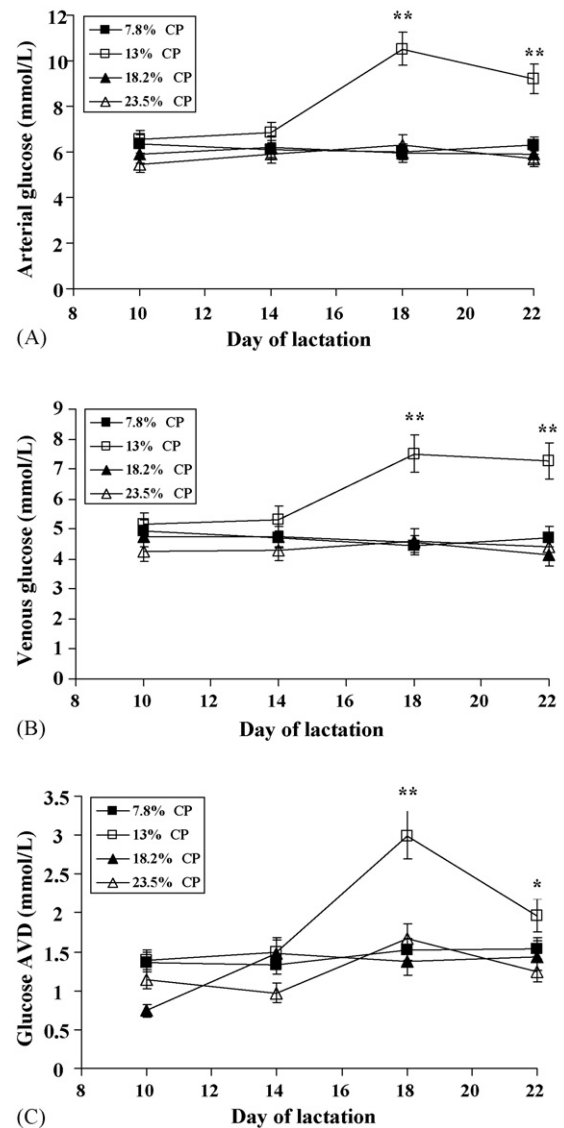 12
10
8
6
4
2
0
Arterial glucose (mmol/L)
7.8% CP
13% CP
18.2% CP
23.5% CP
**
**
8 10 12 14 16 18 20 22
Day of lactation
(A)
9
8
7
6
5
4
3
2
1
0
Venous glucose (mmol/L)
7.8% CP
13% CP
18.2% CP
23.5% CP
**
**
8 10 12 14 16 18 20 22
Day of lactation
(B)
3.5
3
2.5
2
1.5
1
0.5
0
Glucose AVD (mmol/L)
7.8% CP
13% CP
18.2% CP
23.5% CP
**
*
8 10 12 14 16 18 20 22
Day of lactation
(C)